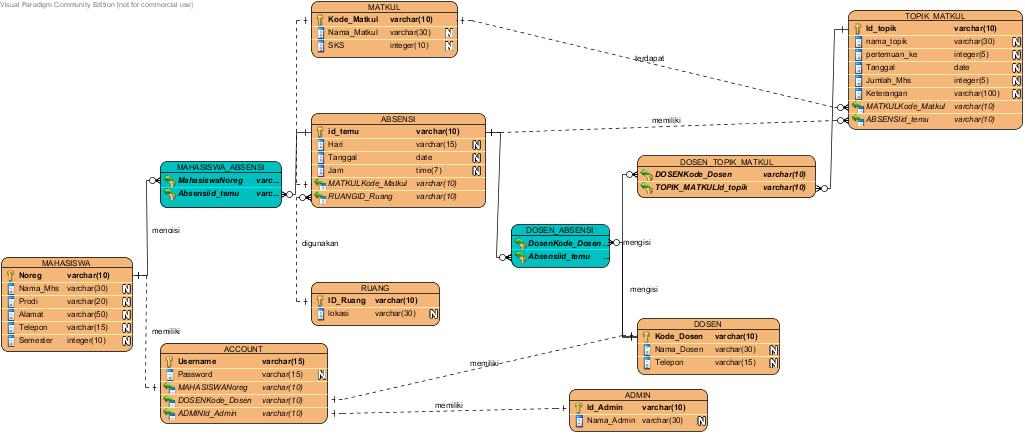 Visual Paradigm Community Edition [not for commercial use]
MATKUL
Kode_Matkul varchar(10)
Nama_Matkul varchar(30) N
SKS integer(10) N
TOPIK_MATKUL
Id_topik varchar(10)
nama_topik varchar(30) N
pertemuan_ke integer(5) N
Tanggal date N
Jumlah_Mhs integer(5) N
Keterangan varchar(100) N
MATKULKode_Matkul varchar(10)
ABSENSIid_temu varchar(10)
terdapat
memiliki
ABSENSI
id_temu varchar(10)
Hari varchar(15) N
Tanggal date N
Jam time(7) N
MATKULKode_Matkul varchar(10)
RUANGID_Ruang varchar(10)
MAHASISWA_ABSENSI
MahasiswaNoreg varc...
Absensiid_temu varc...
DOSEN_TOPIK_MATKUL
DOSENKode_Dosen varchar(10)
TOPIK_MATKULId_topik varchar(10)
mengisi
digunakan
DOSEN_ABSENSI
DosenKode_Dosen ...
Absensiid_temu ...
mengisi
mengisi
MAHASISWA
Noreg varchar(10)
Nama_Mhs varchar(30) N
Prodi varchar(20) N
Alamat varchar(50) N
Telepon varchar(15) N
Semester integer(10) N
RUANG
ID_Ruang varchar(10)
lokasi varchar(30) N
memiliki
DOSEN
Kode_Dosen varchar(10)
Nama_Dosen varchar(30) N
Telepon varchar(15) N
ACCOUNT
Username varchar(15)
Password varchar(15) N
MAHASISWANoreg varchar(10)
DOSENKode_Dosen varchar(10)
ADMINId_Admin varchar(10)
memiliki
memiliki
ADMIN
Id_Admin varchar(10)
Nama_Admin varchar(30) N